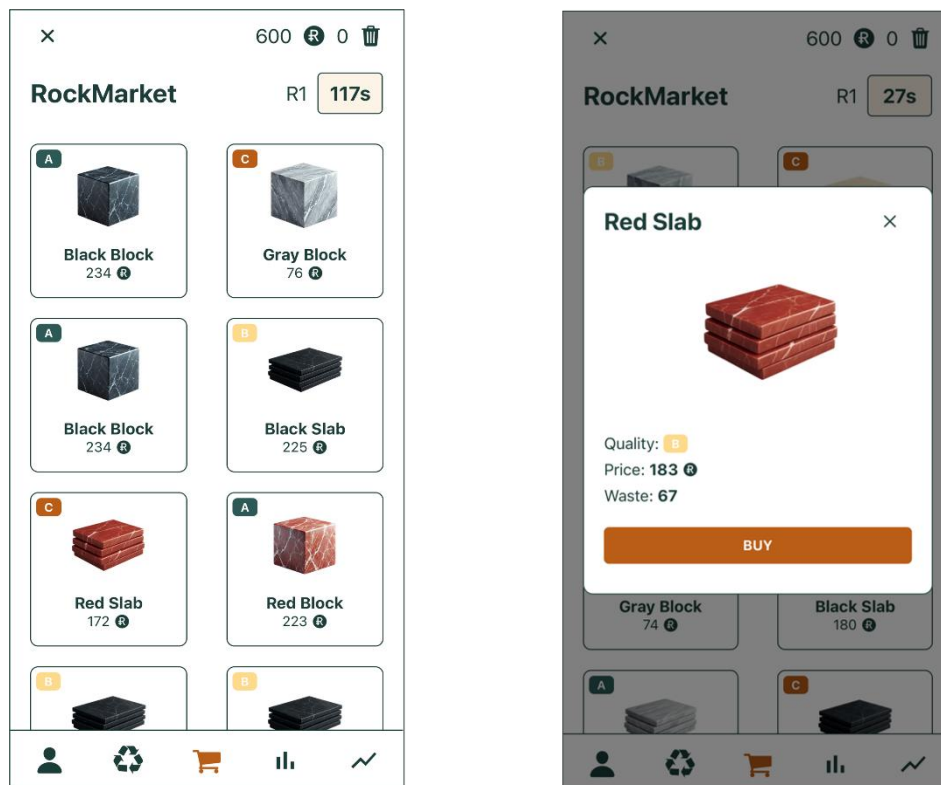 600 0
RockMarket R1 117s
A C
Black Block Gray Block
234 76
A B
Black Block Black Slab
234 225
C A
Red Slab Red Block
172 223
B B
600 0
RockMarket R1 27s
B C
Red Slab
Quality: B
Price: 183
Waste: 67
BUY
Gray Block Black Slab
74 180
A C